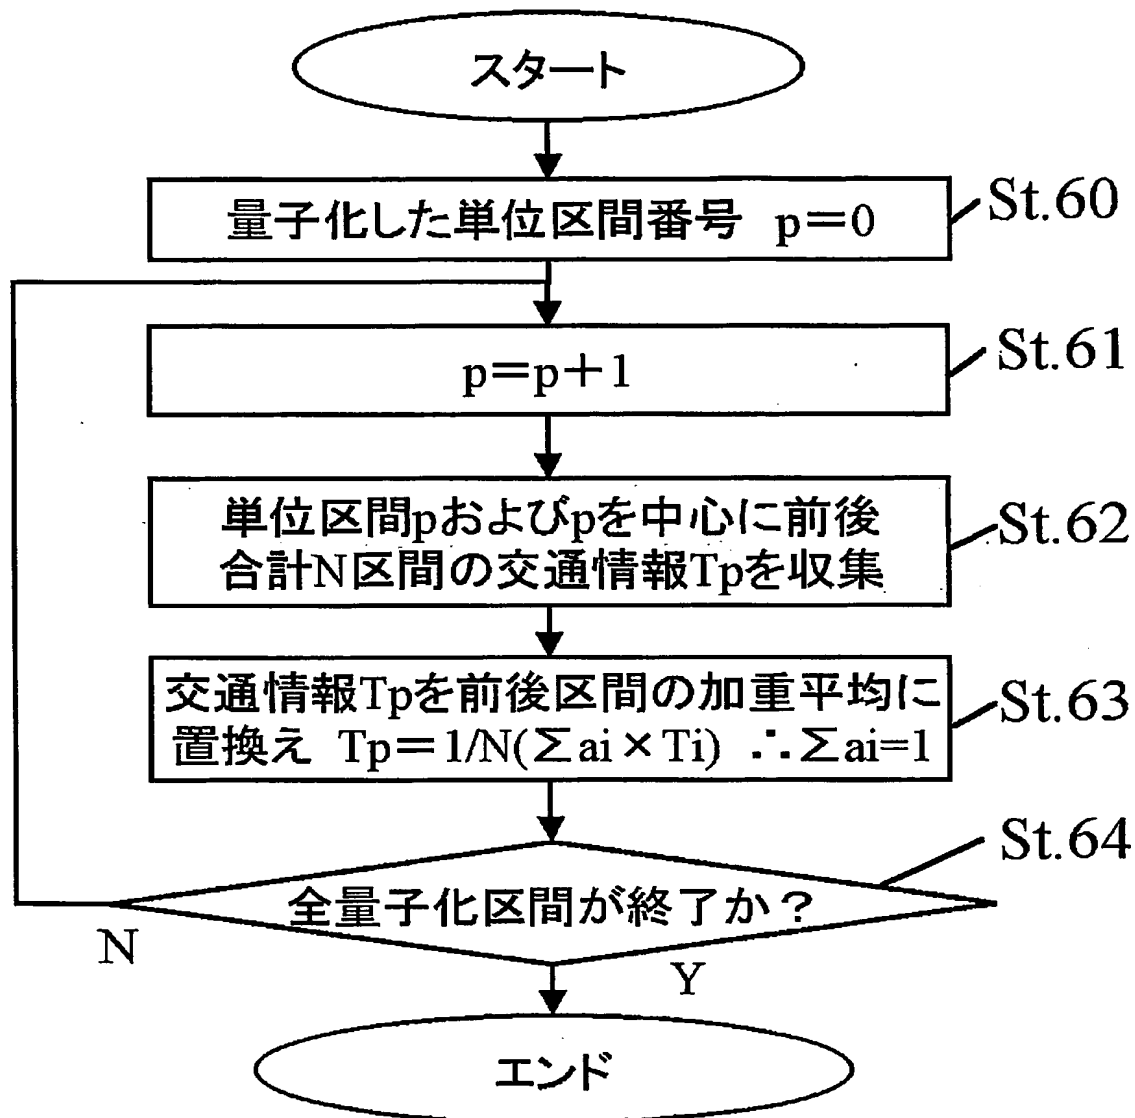 スタート
量子化した単位区間番号 p=0
St.60
p=p+1
St.61
単位区間pおよびpを中心に前後
合計N区間の交通情報Tpを収集
St.62
交通情報Tpを前後区間の加重平均に
置換え Tp=1/N(Σai×Ti) ∴Σai=1
St.63
St.64
全量子化区間が終了か?
N
Y
エンド